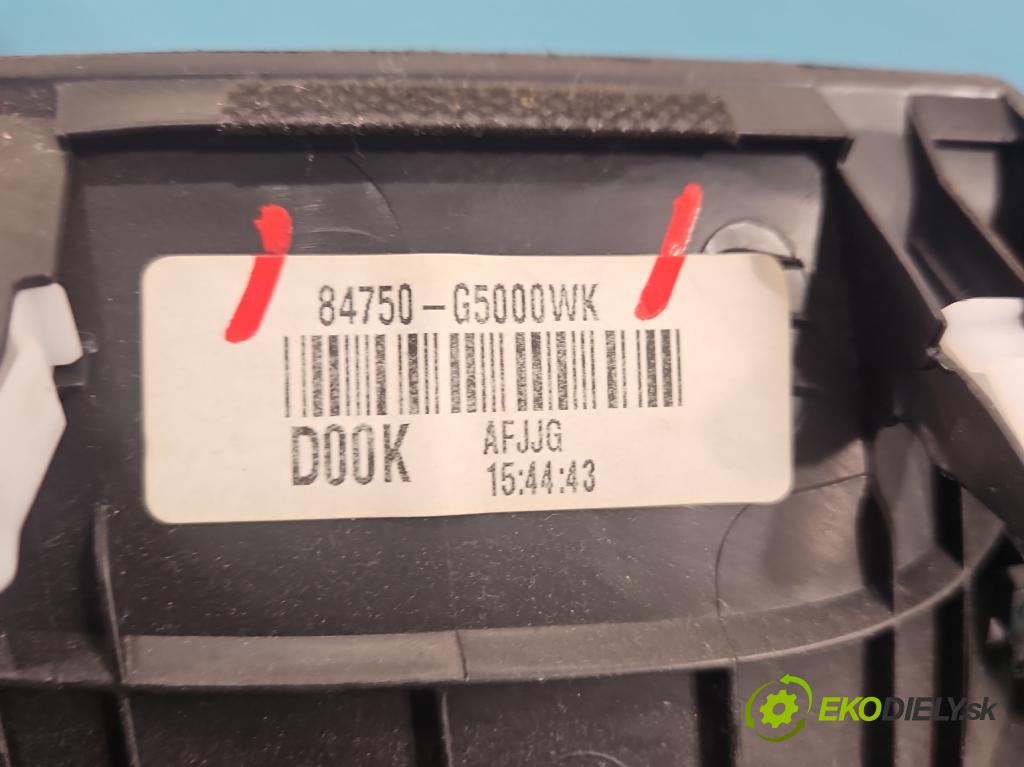 84750-G5000WK
D00K
AFJJG
15:44:43
EKODIELY.sk